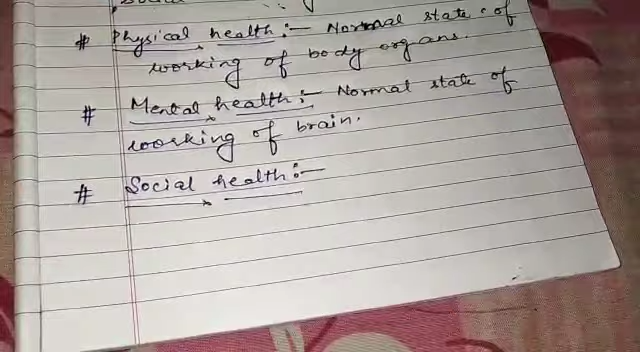 # Physical health :- Normal state of
working of body organs.
# Mental health :- Normal state of
working of brain.
# Social health :-